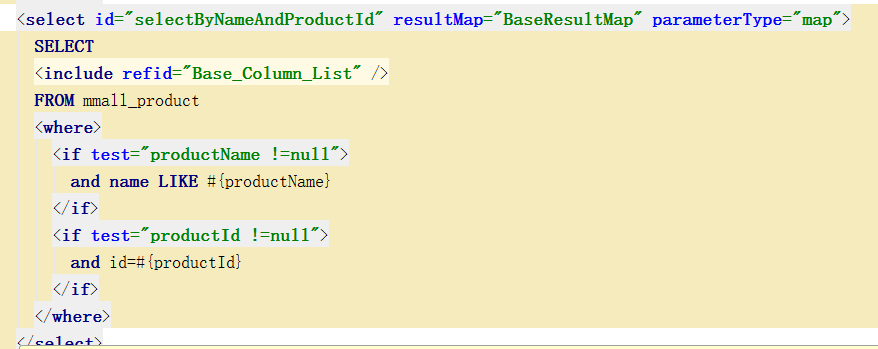 <select id="selectByNameAndProductId" resultMap="BaseResultMap" parameterType="map">
SELECT
<include refid="Base_Column_List" />
FROM mmall_product
<where>
<if test="productName !=null">
and name LIKE #{productName}
</if>
<if test="productId !=null">
and id=#{productId}
</if>
</where>
</select>